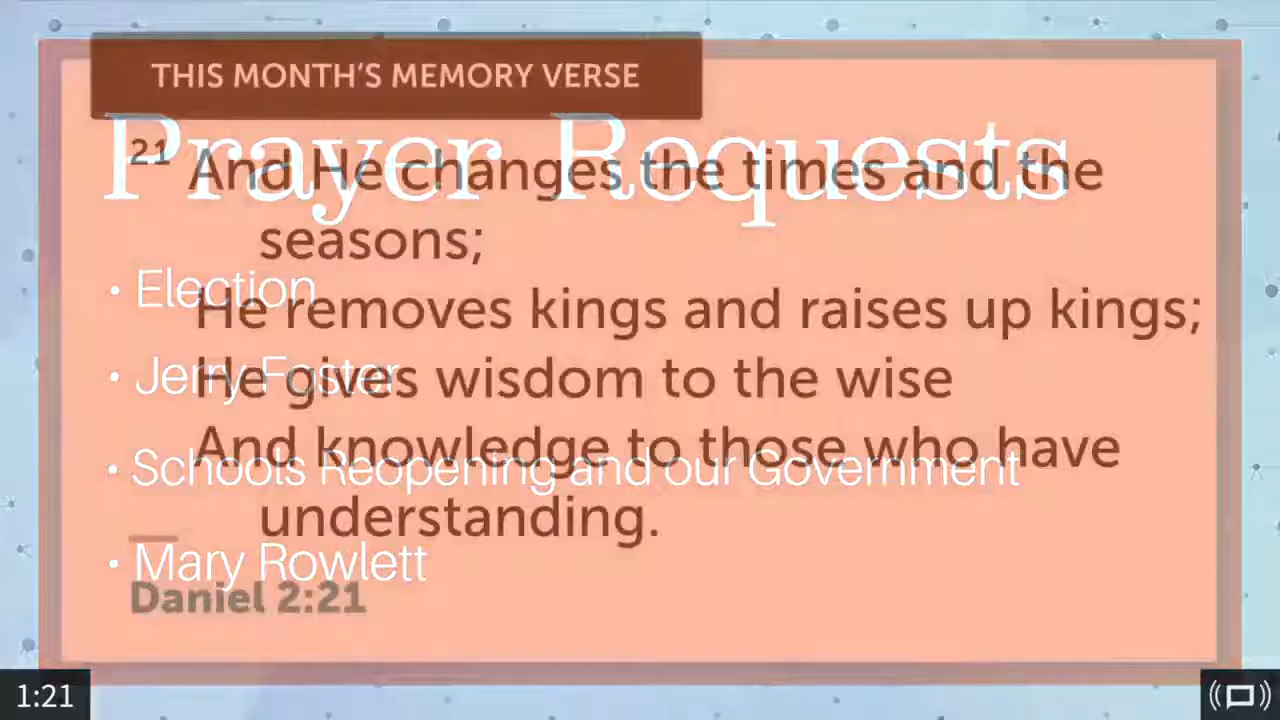 THIS MONTH'S MEMORY VERSE
Prayer Requests
21 And He changes the times and the
seasons;
• Election
He removes kings and raises up kings;
• Jerry Foster
He gives wisdom to the wise
And knowledge to those who have
• Schools Reopening and our Government
understanding.
• Mary Rowlett
Daniel 2:21
1:21